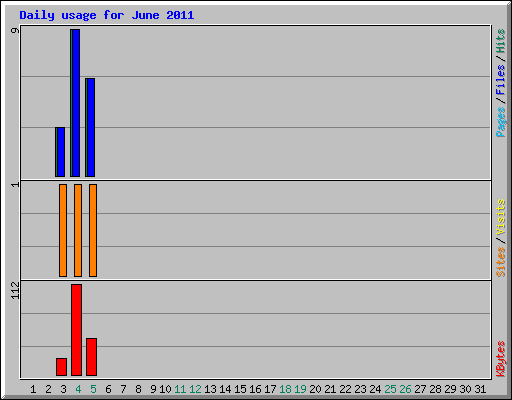 Daily usage for June 2011
9
Pages / Files / Hits
1
Sites / Visits
112
KBytes
1 2 3 4 5 6 7 8 9 10 11 12 13 14 15 16 17 18 19 20 21 22 23 24 25 26 27 28 29 30 31